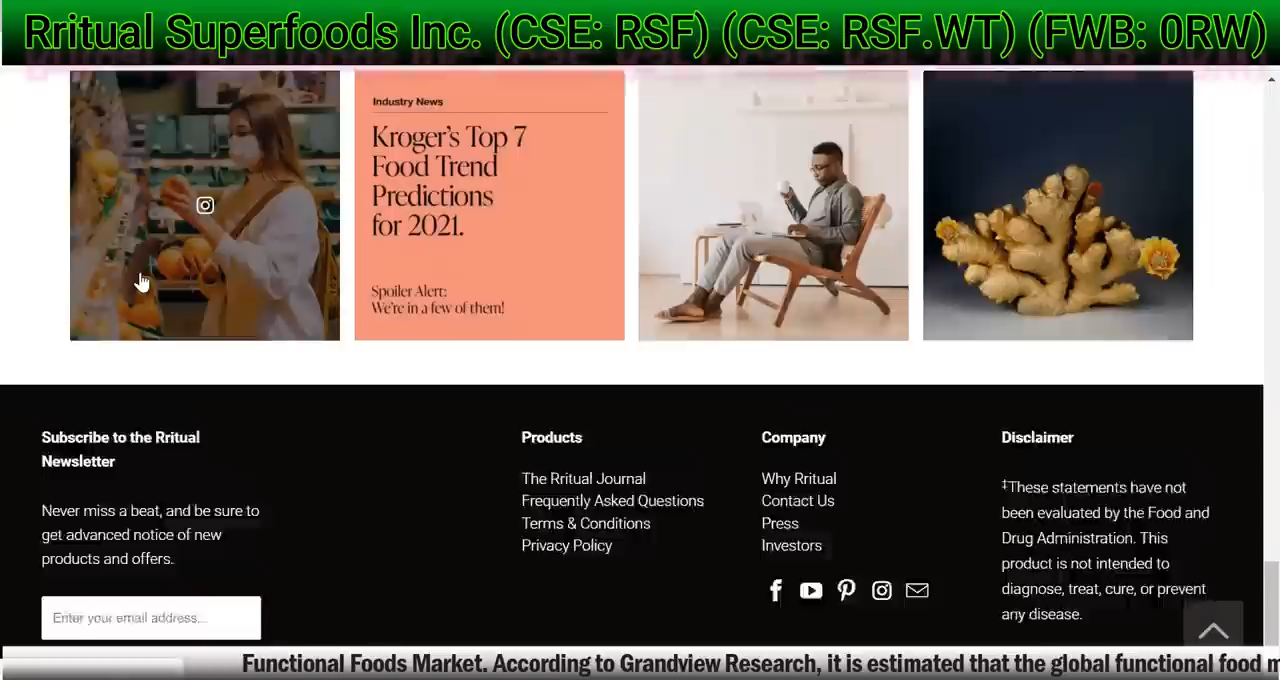 Rritual Superfoods Inc. (CSE: RSF) (CSE: RSF.WT) (FWB: 0RW)
Industry News
Kroger's Top 7
Food Trend
Predictions
for 2021.
Spoiler Alert:
We're in a few of them!
Subscribe to the Rritual
Newsletter
Never miss a beat, and be sure to
get advanced notice of new
products and offers.
Enter your email address...
Products
The Rritual Journal
Frequently Asked Questions
Terms & Conditions
Privacy Policy
Company
Why Rritual
Contact Us
Press
Investors
Disclaimer
‡These statements have not
been evaluated by the Food and
Drug Administration. This
product is not intended to
diagnose, treat, cure, or prevent
any disease.
Functional Foods Market. According to Grandview Research, it is estimated that the global functional food